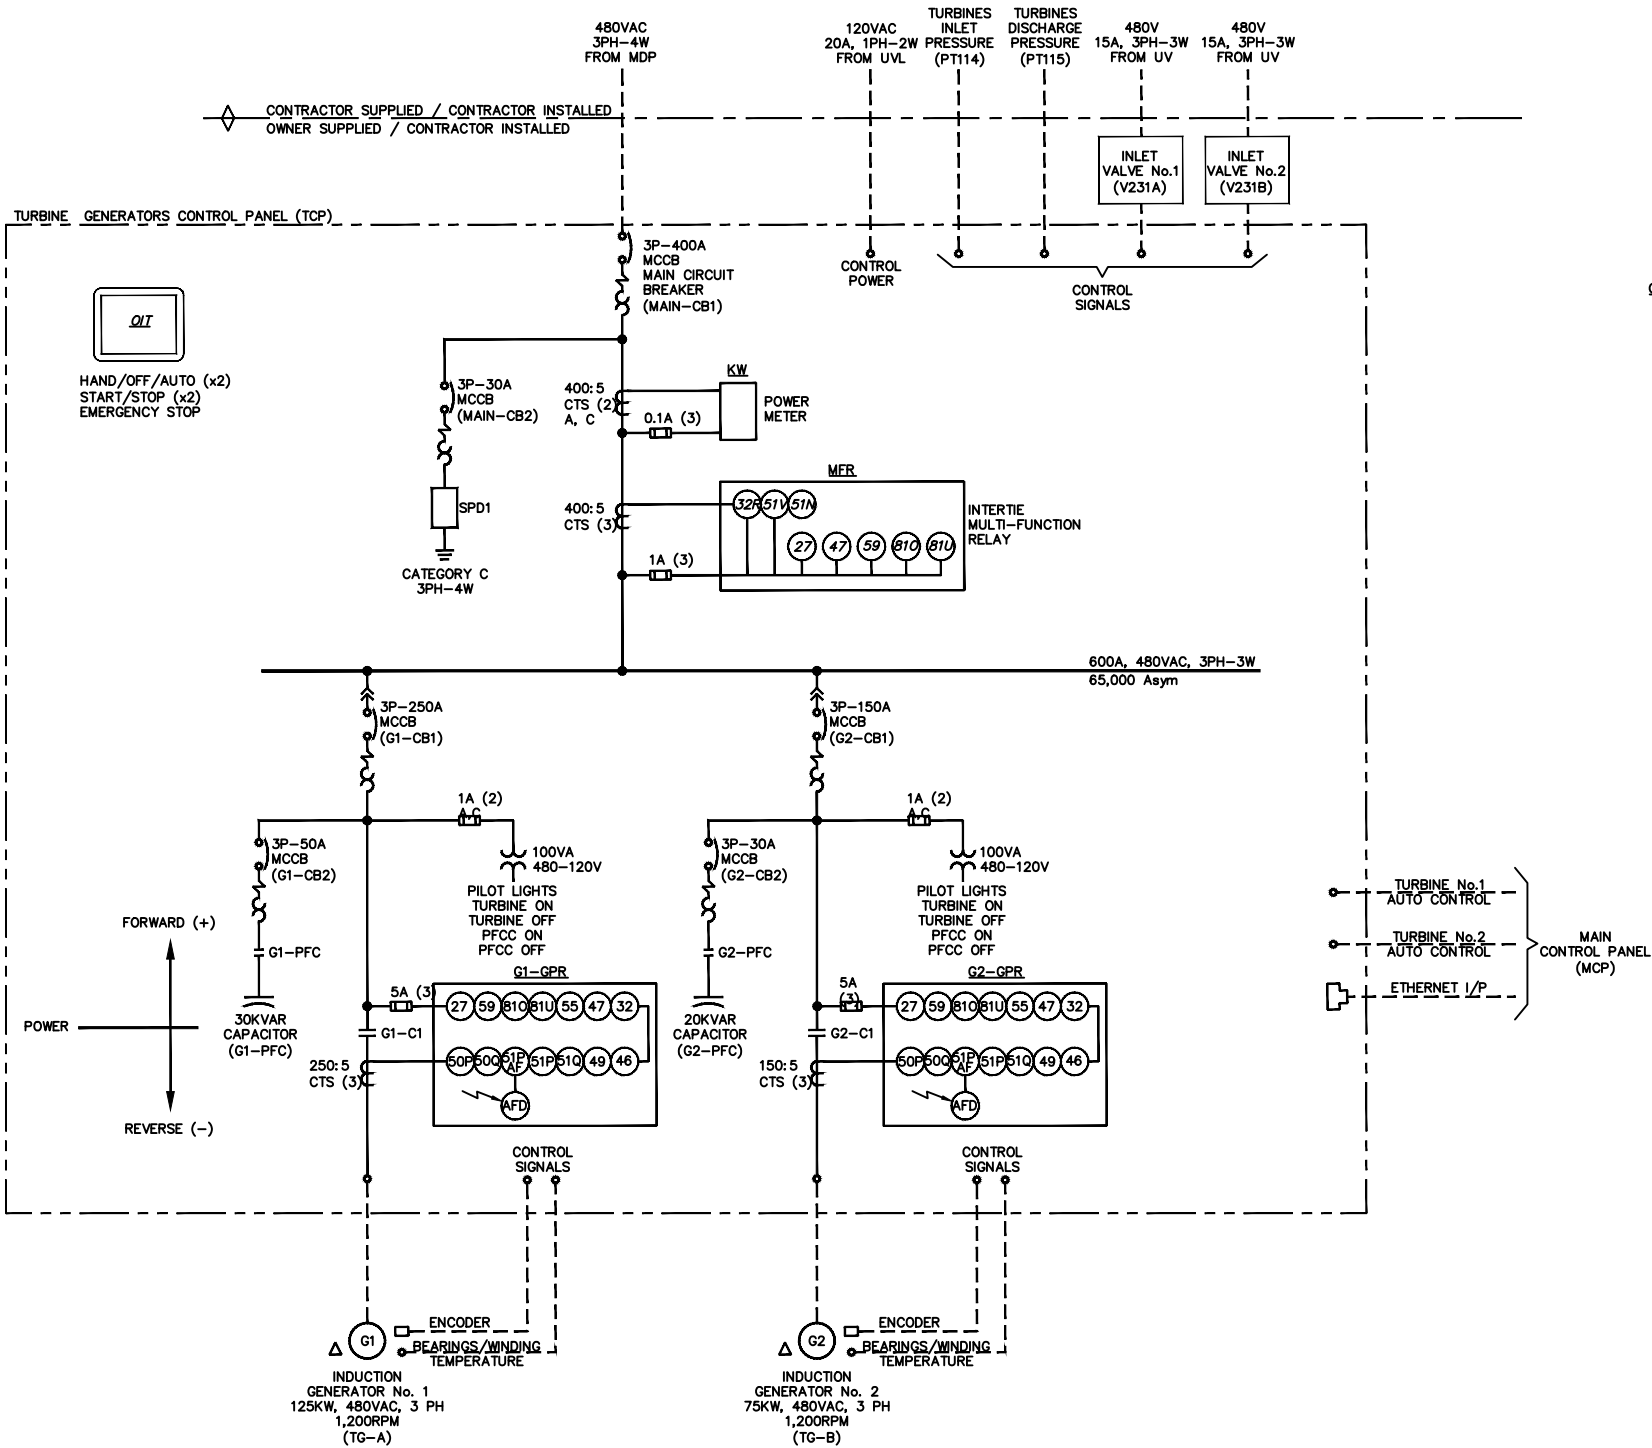 480VAC
3PH-4W
FROM MDP
120VAC
20A, 1PH-2W
FROM UVL
TURBINES
INLET
PRESSURE
(PT114)
TURBINES
DISCHARGE
PRESSURE
(PT115)
480V
15A, 3PH-3W
FROM UV
480V
15A, 3PH-3W
FROM UV
CONTRACTOR SUPPLIED / CONTRACTOR INSTALLED
OWNER SUPPLIED / CONTRACTOR INSTALLED
INLET
VALVE No.1
(V231A)
INLET
VALVE No.2
(V231B)
TURBINE GENERATORS CONTROL PANEL (TCP)
3P-400A
MCCB
MAIN CIRCUIT
BREAKER
(MAIN-CB1)
CONTROL
POWER
CONTROL
SIGNALS
OIT
HAND/OFF/AUTO (x2)
START/STOP (x2)
EMERGENCY STOP
3P-30A
MCCB
(MAIN-CB2)
400:5
CTS (2)
A, C
KW
POWER
METER
0.1A (3)
SPD1
CATEGORY C
3PH-4W
MFR
400:5
CTS (3)
32R 51V 51N
27 47 59 81O 81U
INTERTIE
MULTI-FUNCTION
RELAY
1A (3)
600A, 480VAC, 3PH-3W
65,000 Asym
3P-250A
MCCB
(G1-CB1)
3P-150A
MCCB
(G2-CB1)
1A (2)
A,C
1A (2)
A,C
3P-50A
MCCB
(G1-CB2)
100VA
480-120V
3P-30A
MCCB
(G2-CB2)
100VA
480-120V
PILOT LIGHTS
TURBINE ON
TURBINE OFF
PFCC ON
PFCC OFF
PILOT LIGHTS
TURBINE ON
TURBINE OFF
PFCC ON
PFCC OFF
TURBINE No.1
AUTO CONTROL
TURBINE No.2
AUTO CONTROL
ETHERNET I/P
MAIN
CONTROL PANEL
(MCP)
FORWARD (+)
POWER
REVERSE (-)
G1-PFC
30KVAR
CAPACITOR
(G1-PFC)
G1-GPR
5A (3)
27 59 81O 81U 55 47 32
G1-C1
250:5
CTS (3)
50P 50Q 51P AF 51P 51Q 49 46
AFD
G2-PFC
20KVAR
CAPACITOR
(G2-PFC)
G2-GPR
5A
(3)
27 59 81O 81U 55 47 32
G2-C1
150:5
CTS (3)
50P 50Q 51P AF 51P 51Q 49 46
AFD
CONTROL
SIGNALS
CONTROL
SIGNALS
G1
ENCODER
BEARINGS/WINDING
TEMPERATURE
INDUCTION
GENERATOR No. 1
125KW, 480VAC, 3 PH
1,200RPM
(TG-A)
G2
ENCODER
BEARINGS/WINDING
TEMPERATURE
INDUCTION
GENERATOR No. 2
75KW, 480VAC, 3 PH
1,200RPM
(TG-B)